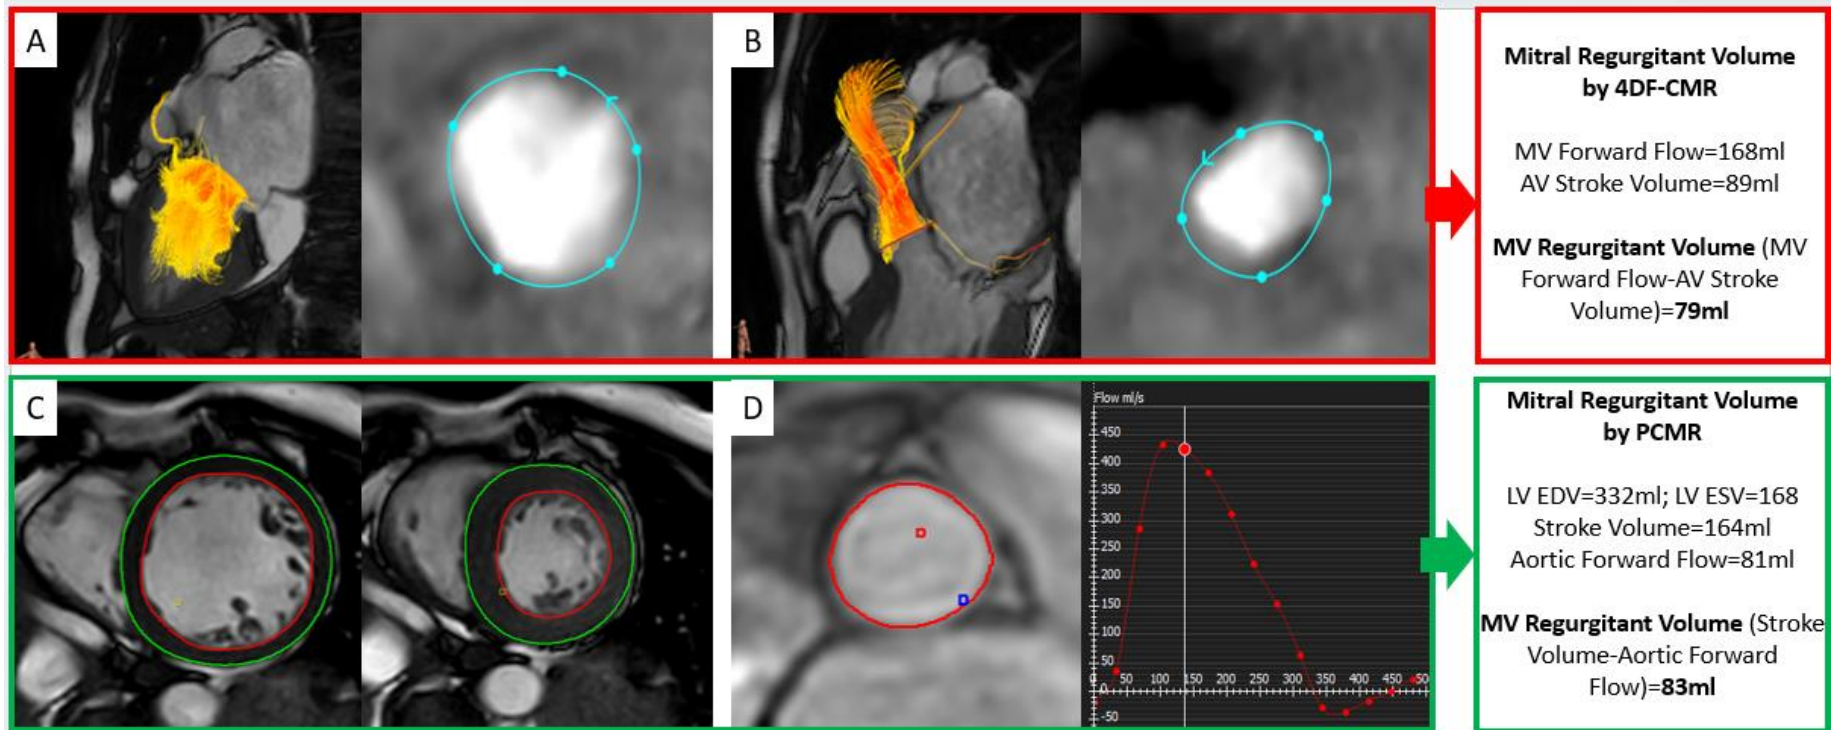 A
B
Mitral Regurgitant Volume
by 4DF-CMR
MV Forward Flow=168ml
AV Stroke Volume=89ml
MV Regurgitant Volume (MV
Forward Flow-AV Stroke
Volume)=79ml
C
D
Flow ml/s
450
400
350
300
250
200
150
100
50
0
-50
50 100 150 200 250 300 350 400 450 50
Mitral Regurgitant Volume
by PCMR
LV EDV=332ml; LV ESV=168
Stroke Volume=164ml
Aortic Forward Flow=81ml
MV Regurgitant Volume (Stroke
Volume-Aortic Forward
Flow)=83ml